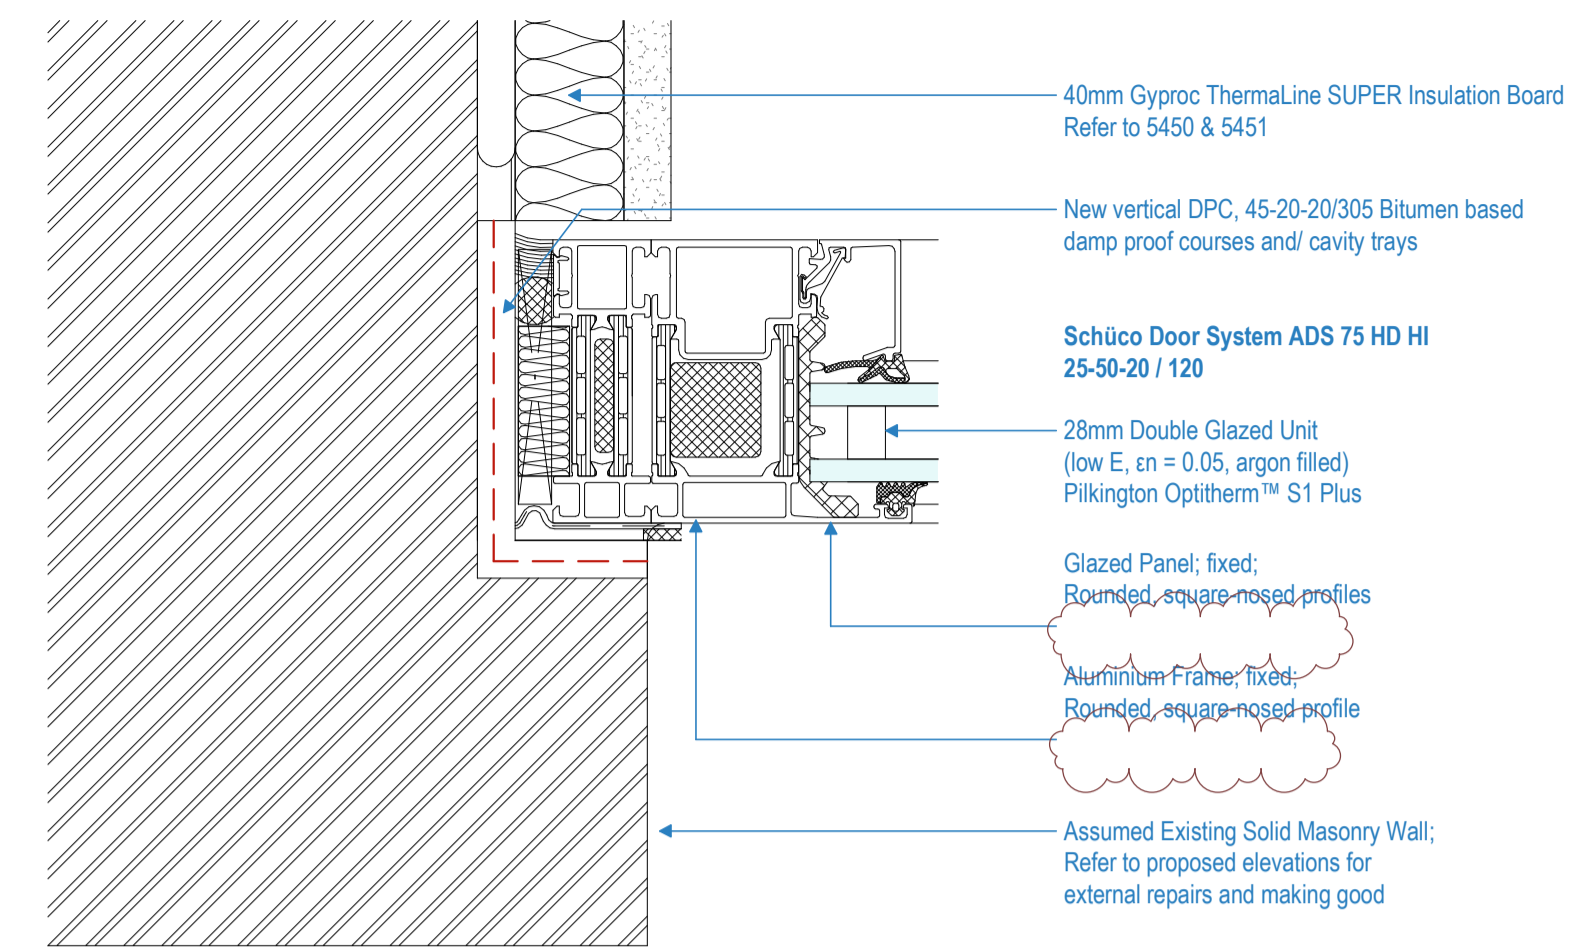 40mm Gyproc ThermaLine SUPER Insulation Board
Refer to 5450 & 5451
New vertical DPC, 45-20-20/305 Bitumen based
damp proof courses and/ cavity trays
Schüco Door System ADS 75 HD HI
25-50-20 / 120
28mm Double Glazed Unit
(low E, εn = 0.05, argon filled)
Pilkington Optitherm™ S1 Plus
Glazed Panel; fixed;
Rounded, square-nosed profiles
Aluminium Frame; fixed;
Rounded, square-nosed profile
Assumed Existing Solid Masonry Wall;
Refer to proposed elevations for
external repairs and making good